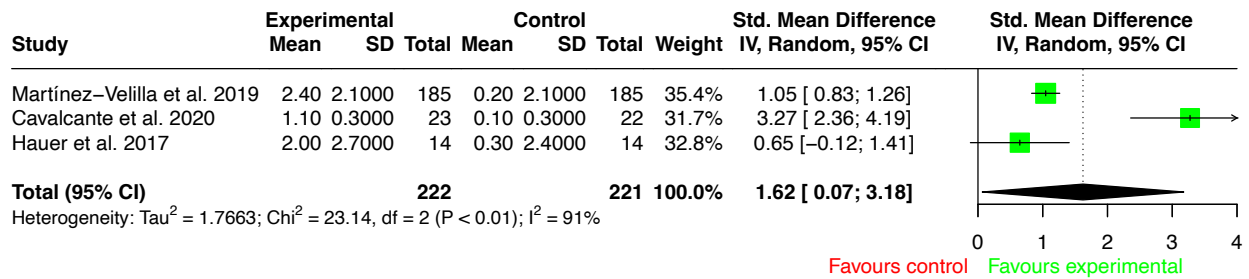 Experimental Control Std. Mean Difference Std. Mean Difference
Study Mean SD Total Mean SD Total Weight IV, Random, 95% CI IV, Random, 95% CI
Martínez−Velilla et al. 2019 2.40 2.1000 185 0.20 2.1000 185 35.4% 1.05 [ 0.83; 1.26]
Cavalcante et al. 2020 1.10 0.3000 23 0.10 0.3000 22 31.7% 3.27 [ 2.36; 4.19]
Hauer et al. 2017 2.00 2.7000 14 0.30 2.4000 14 32.8% 0.65 [−0.12; 1.41]
Total (95% CI) 222 221 100.0% 1.62 [ 0.07; 3.18]
Heterogeneity: Tau² = 1.7663; Chi² = 23.14, df = 2 (P < 0.01); I² = 91%
0 1 2 3 4
Favours control Favours experimental